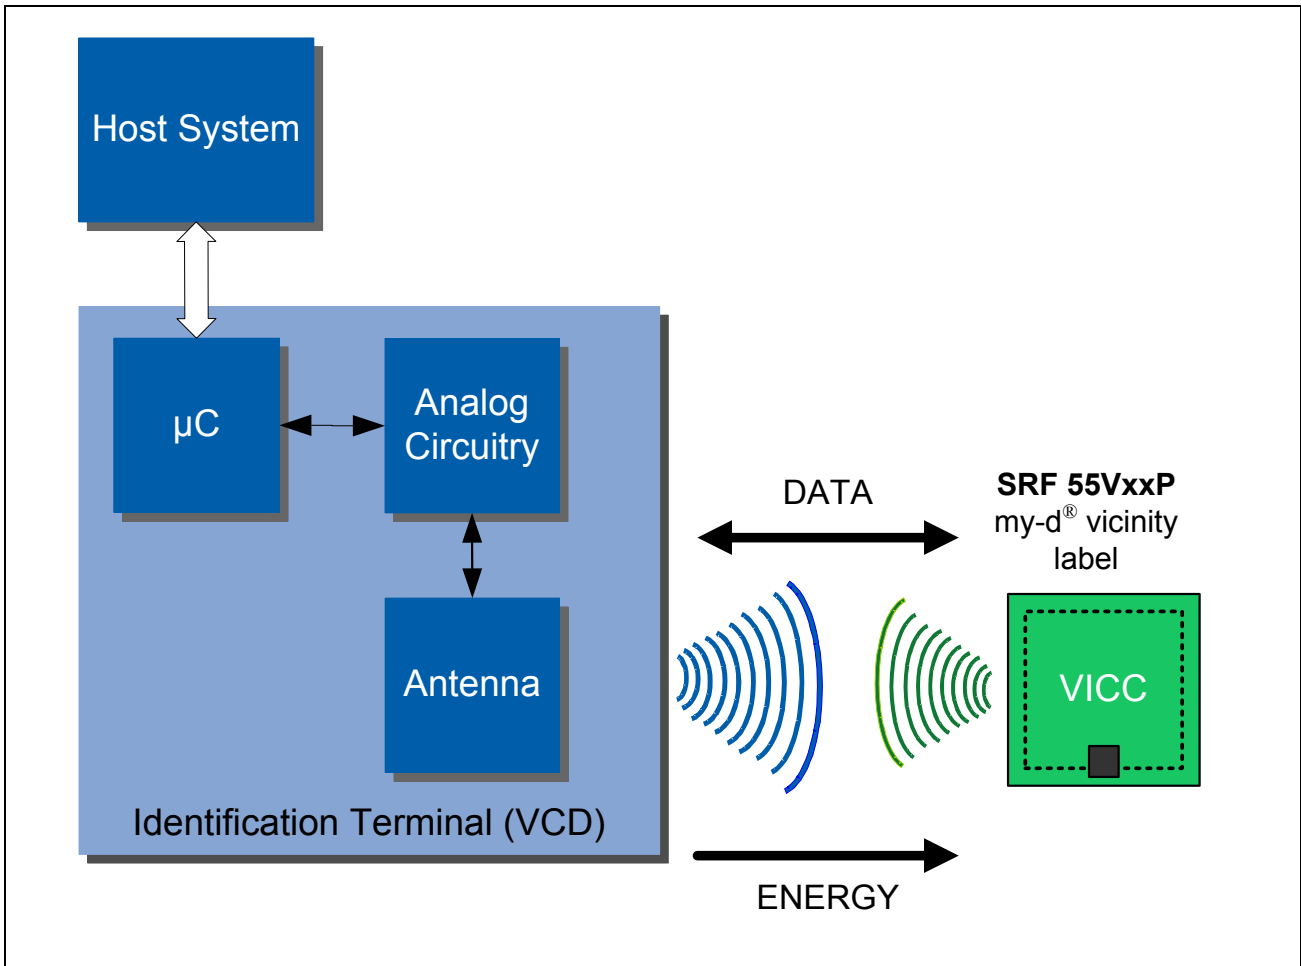 Host System
µC
Analog
Circuitry
Antenna
Identification Terminal (VCD)
DATA
ENERGY
SRF 55VxxP
my-d® vicinity
label
VICC